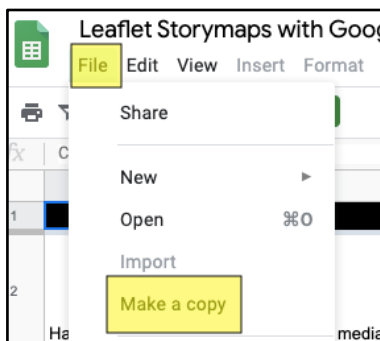 Leaflet Storymaps with Goog
File Edit View Insert Format
Share
fx C
New ►
Open ⌘O
1
Import
2
Make a copy
Ha media